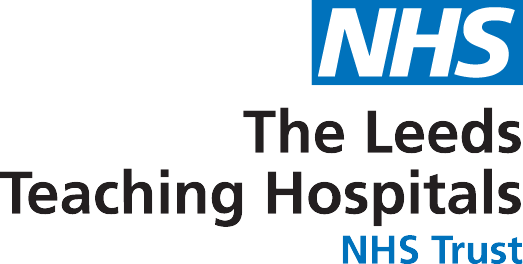 NHS
The Leeds
Teaching Hospitals
NHS Trust